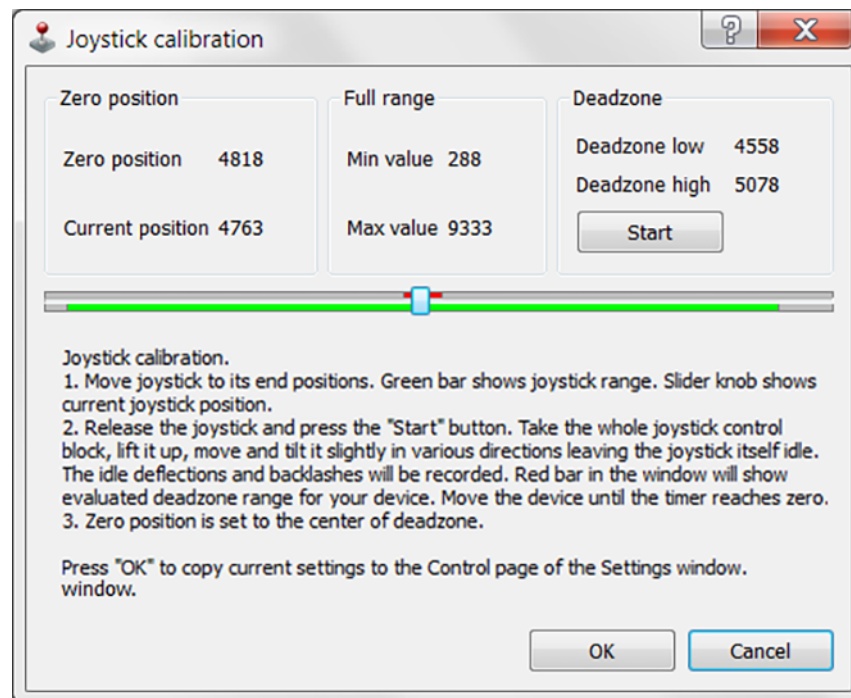 Joystick calibration
Zero position
Full range
Deadzone
Zero position 4818
Min value 288
Deadzone low 4558
Deadzone high 5078
Current position 4763
Max value 9333
Start
Joystick calibration.
1. Move joystick to its end positions. Green bar shows joystick range. Slider knob shows
current joystick position.
2. Release the joystick and press the "Start" button. Take the whole joystick control
block, lift it up, move and tilt it slightly in various directions leaving the joystick itself idle.
The idle deflections and backlashes will be recorded. Red bar in the window will show
evaluated deadzone range for your device. Move the device until the timer reaches zero.
3. Zero position is set to the center of deadzone.
Press "OK" to copy current settings to the Control page of the Settings window.
window.
OK
Cancel